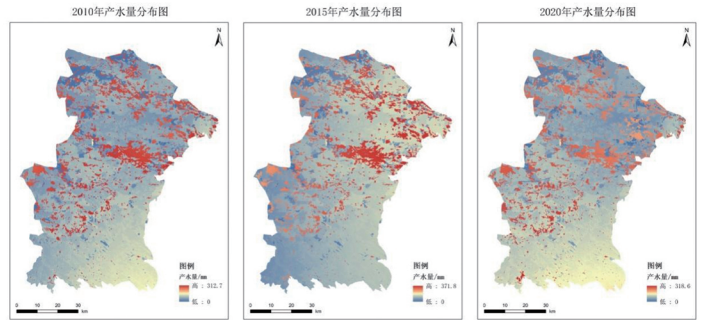 2010年产水量分布图
N
图例
产水量/mm
高 : 312.7
低 : 0
0 10 20 30
km
2015年产水量分布图
N
图例
产水量/mm
高 : 371.8
低 : 0
0 10 20 30
km
2020年产水量分布图
N
图例
产水量/mm
高 : 318.6
低 : 0
0 10 20 30
km